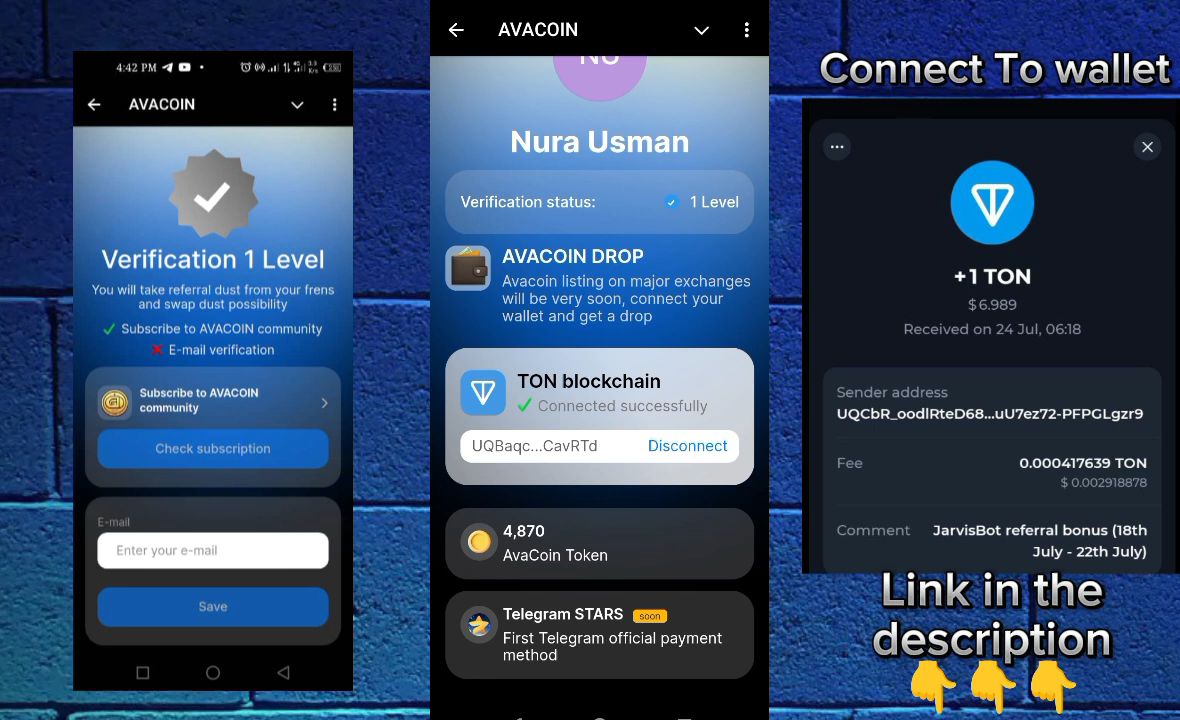 4:42 PM
AVACOIN
Verification 1 Level
You will take referral dust from your frens
and swap dust possibility
Subscribe to AVACOIN community
E-mail verification
Subscribe to AVACOIN
community
Check subscription
E-mail
Enter your e-mail
Save
AVACOIN
NU
Nura Usman
Verification status: 1 Level
AVACOIN DROP
Avacoin listing on major exchanges
will be very soon, connect your
wallet and get a drop
TON blockchain
Connected successfully
UQBaqc...CavRTd Disconnect
4,870
AvaCoin Token
Telegram STARS soon
First Telegram official payment
method
Connect To wallet
+1 TON
$ 6.989
Received on 24 Jul, 06:18
Sender address
UQCbR_oodlRteD68...uU7ez72-PFPGLgzr9
Fee 0.000417639 TON
$ 0.002918878
Comment JarvisBot referral bonus (18th
July - 22th July)
Link in the
description